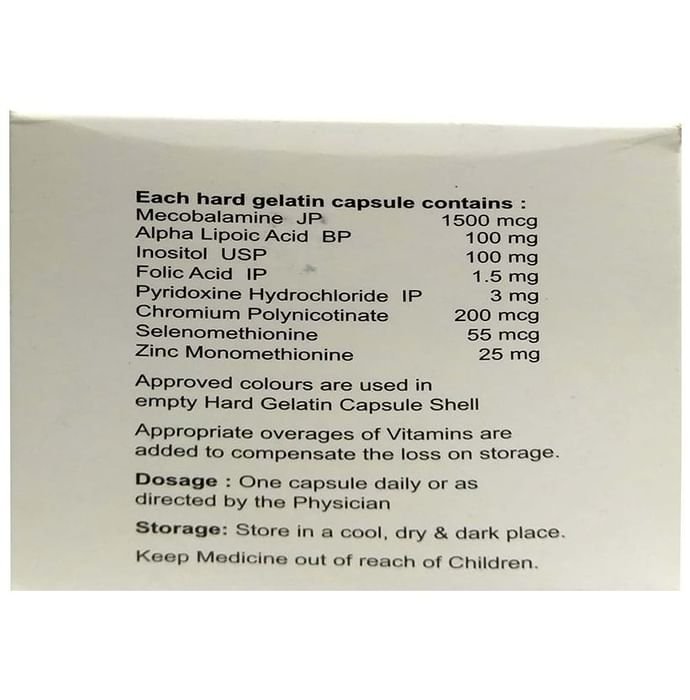 Each hard gelatin capsule contains :
Mecobalamine JP 1500 mcg
Alpha Lipoic Acid BP 100 mg
Inositol USP 100 mg
Folic Acid IP 1.5 mg
Pyridoxine Hydrochloride IP 3 mg
Chromium Polynicotinate 200 mcg
Selenomethionine 55 mcg
Zinc Monomethionine 25 mg
Approved colours are used in
empty Hard Gelatin Capsule Shell
Appropriate overages of Vitamins are
added to compensate the loss on storage.
Dosage : One capsule daily or as
directed by the Physician
Storage: Store in a cool, dry & dark place.
Keep Medicine out of reach of Children.